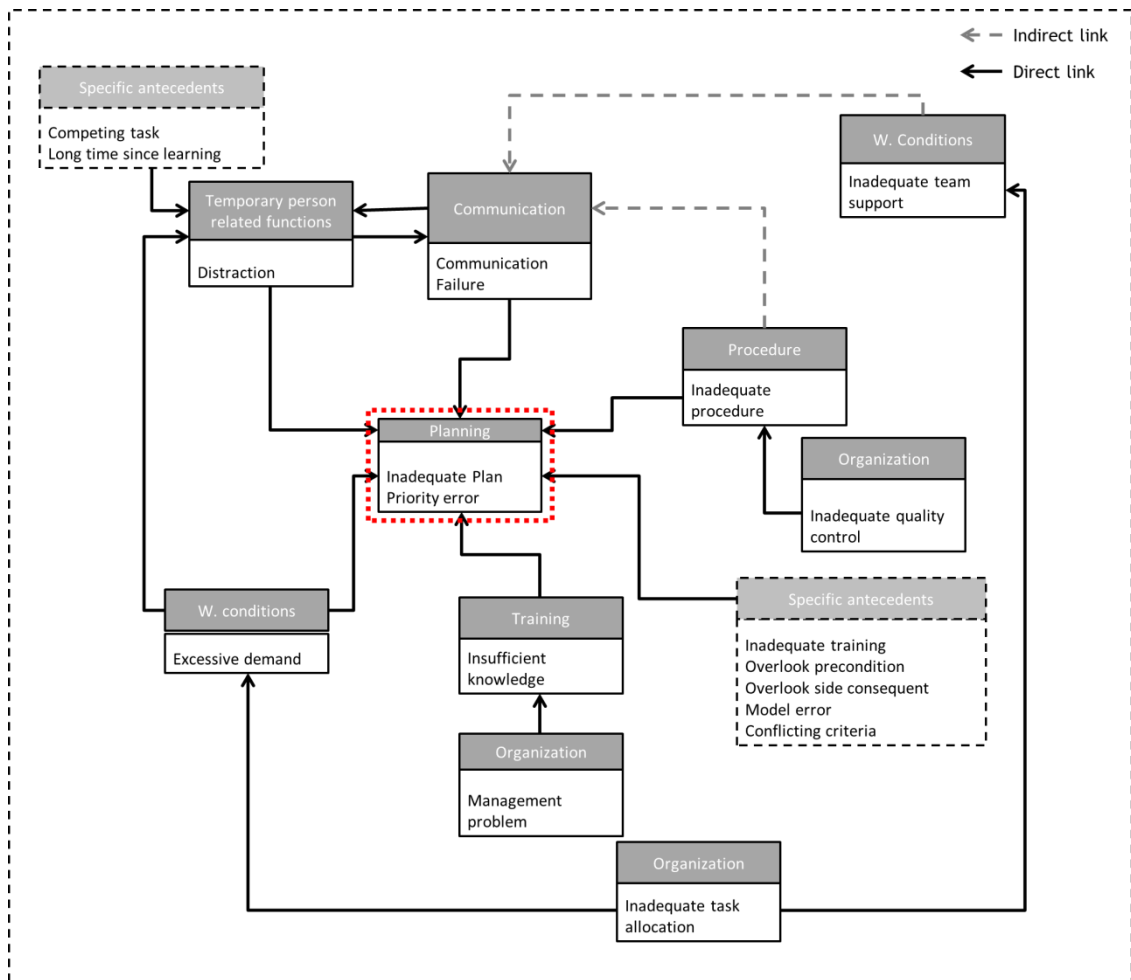 Indirect link
Direct link
Specific antecedents
Competing task
Long time since learning
W. Conditions
Inadequate team
support
Temporary person
related functions
Distraction
Communication
Communication
Failure
Procedure
Inadequate
procedure
Planning
Inadequate Plan
Priority error
Organization
Inadequate quality
control
W. conditions
Excessive demand
Training
Insufficient
knowledge
Specific antecedents
Inadequate training
Overlook precondition
Overlook side consequent
Model error
Conflicting criteria
Organization
Management
problem
Organization
Inadequate task
allocation